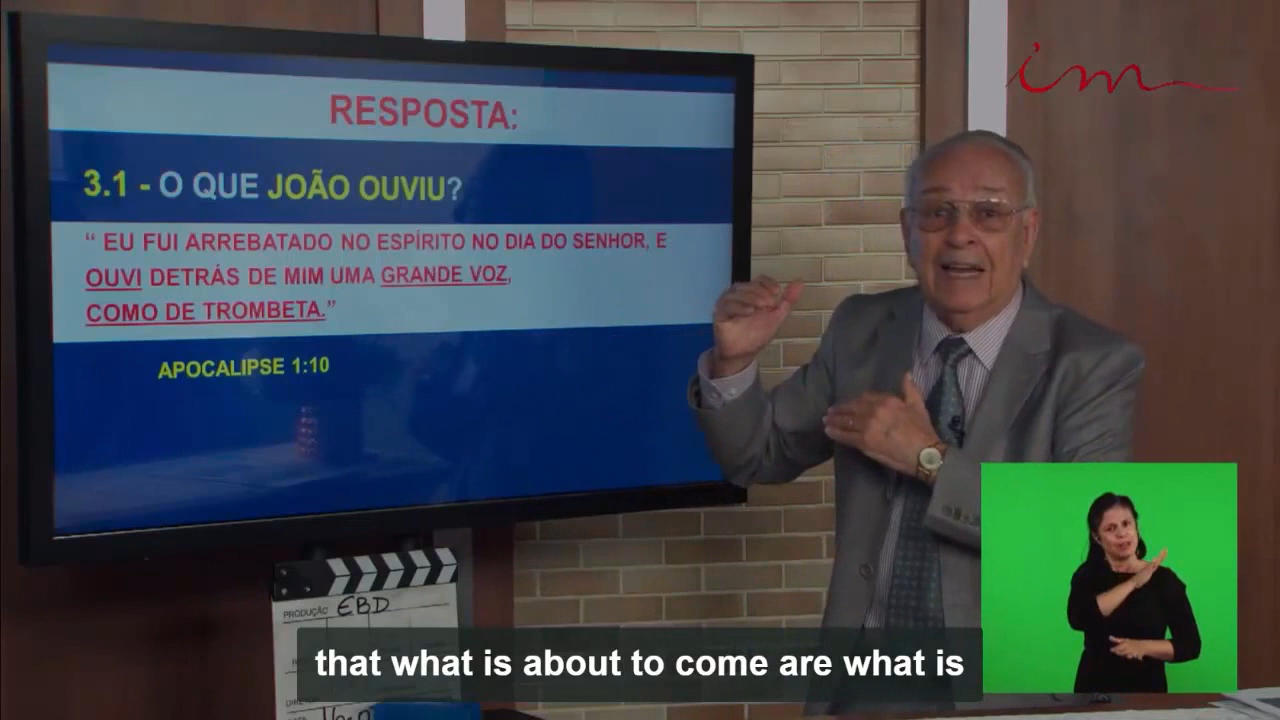 im
RESPOSTA:
3.1 - O QUE JOÃO OUVIU?
“ EU FUI ARREBATADO NO ESPÍRITO NO DIA DO SENHOR, E
OUVI DETRÁS DE MIM UMA GRANDE VOZ,
COMO DE TROMBETA.”
APOCALIPSE 1:10
PRODUÇÃO EBD
that what is about to come are what is